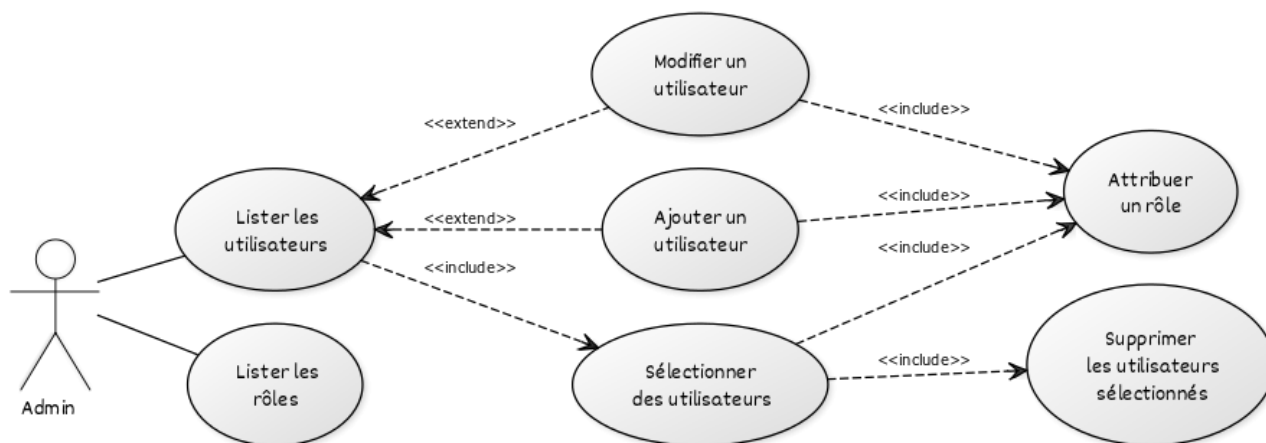 Modifier un
utilisateur
<<extend>>
<<include>>
Lister les
utilisateurs
<<extend>>
Ajouter un
utilisateur
<<include>>
Attribuer
un rôle
<<include>>
<<include>>
Admin
Lister les
rôles
Sélectionner
des utilisateurs
<<include>>
Supprimer
les utilisateurs
sélectionnés